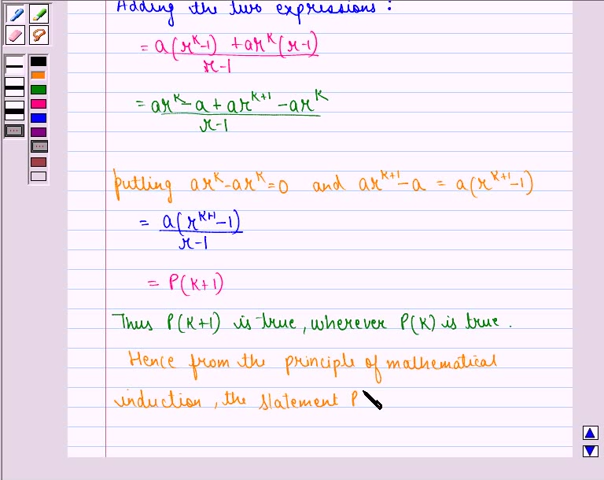 Adding the two expressions :
= a(r^k-1) + ar^k(r-1)
r-1
= ar^k - a + ar^k+1 - ar^k
r-1
putting ar^k - ar^k = 0 and ar^k+1 - a = a(r^k+1 - 1)
= a(r^k+1 - 1)
r-1
= P(k+1)
Thus P(k+1) is true, wherever P(k) is true.
Hence from the principle of mathematical
induction, the statement P